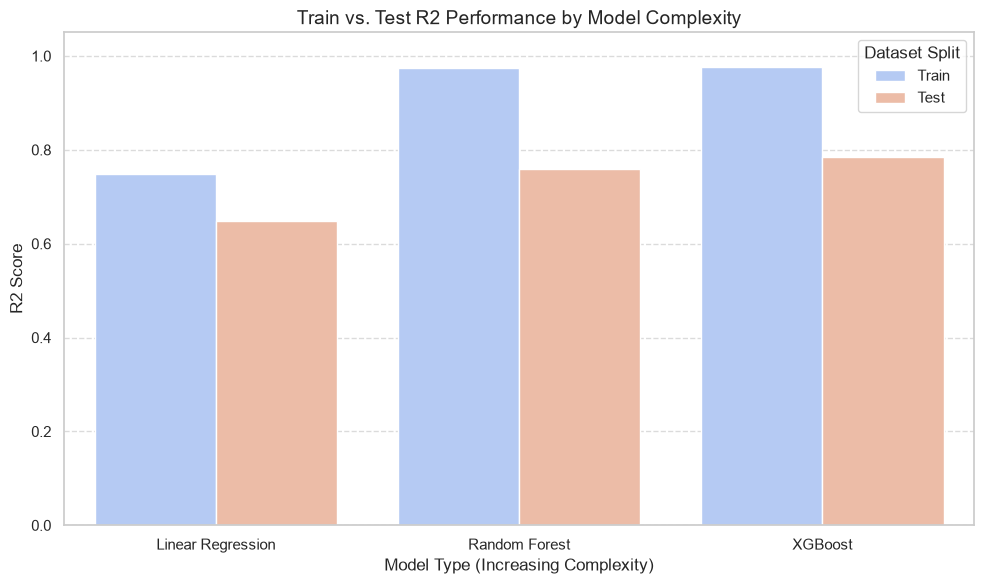 Train vs. Test R2 Performance by Model Complexity
Dataset Split
Train
Test
R2 Score
1.0
0.8
0.6
0.4
0.2
0.0
Linear Regression
Random Forest
XGBoost
Model Type (Increasing Complexity)